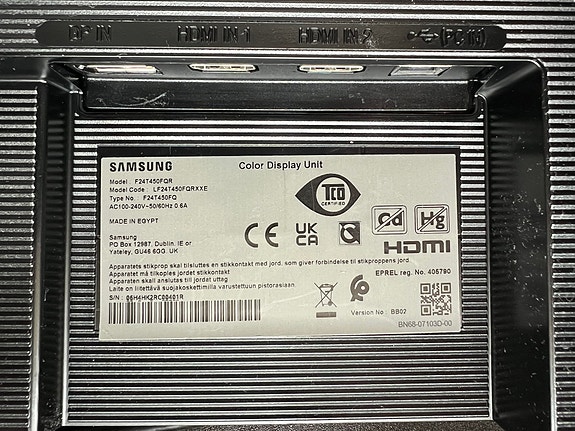 DP IN
HDMI IN 1
HDMI IN 2
(PC IN)
SAMSUNG
Color Display Unit
Model : F24T450FQR
Model Code : LF24T450FQRXXE
Type No. : F24T450FQ
AC100-240V~50/60Hz 0.6A
MADE IN EGYPT
Samsung
PO Box 12987, Dublin. IE or
Yateley, GU46 6GG. UK
TCO
CERTIFIED
CE
UK
CA
Cd
Hg
HDMI
Apparatets stikprop skal tilsluttes en stikkontakt med jord, som giver forbindelse til stikproppens jord.
Apparatet må tilkoples jordet stikkontakt
Apparaten skall anslutas till jordat uttag
Laite on liitettävä suojakoskettimilla varustettuun pistorasiaan.
EPREL reg. No. 405790
S/N : 06H4HK2RC00401R
Version No : BB02
BN68-07103D-00